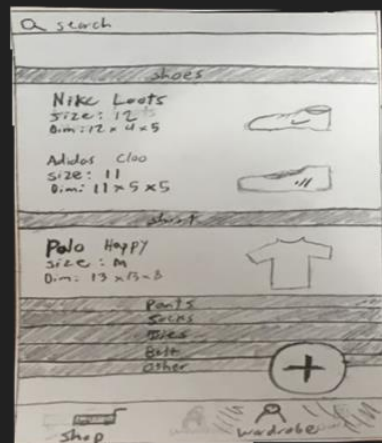 search
shoes
Nike Loots
size: 12
Dim: 12 x 4 x 5
Adidas Cloo
size: 11
Dim: 11 x 5 x 5
shirt
Polo Happy
size: M
Dim: 13 x 13 x 8
Pants
Socks
Ties
Belt
Other
+
shop
wardrobe